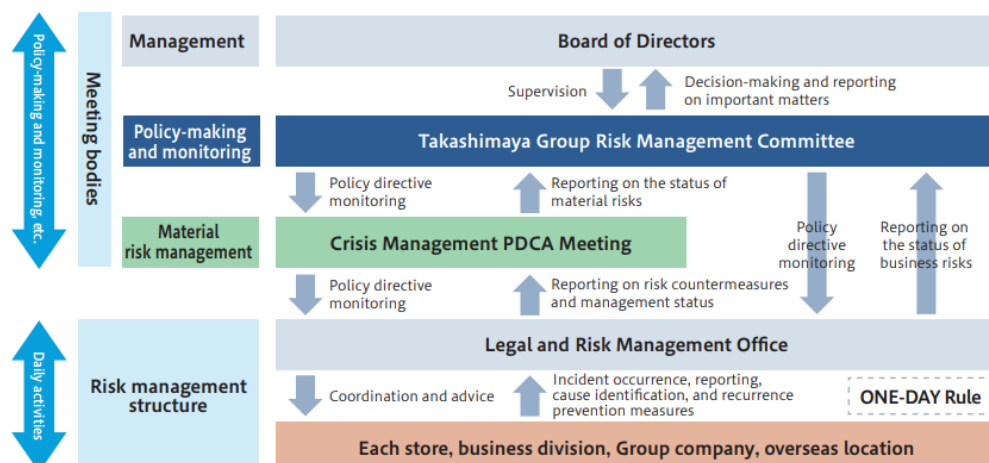 Policy-making and monitoring, etc.
Meeting bodies
Management
Board of Directors
Supervision
Decision-making and reporting
on important matters
Policy-making
and monitoring
Takashimaya Group Risk Management Committee
Policy directive
monitoring
Reporting on the status of
material risks
Policy
directive
monitoring
Reporting on
the status of
business risks
Material
risk management
Crisis Management PDCA Meeting
Policy directive
monitoring
Reporting on risk countermeasures
and management status
Daily activities
Risk management
structure
Legal and Risk Management Office
Coordination and advice
Incident occurrence, reporting,
cause identification, and recurrence
prevention measures
ONE-DAY Rule
Each store, business division, Group company, overseas location